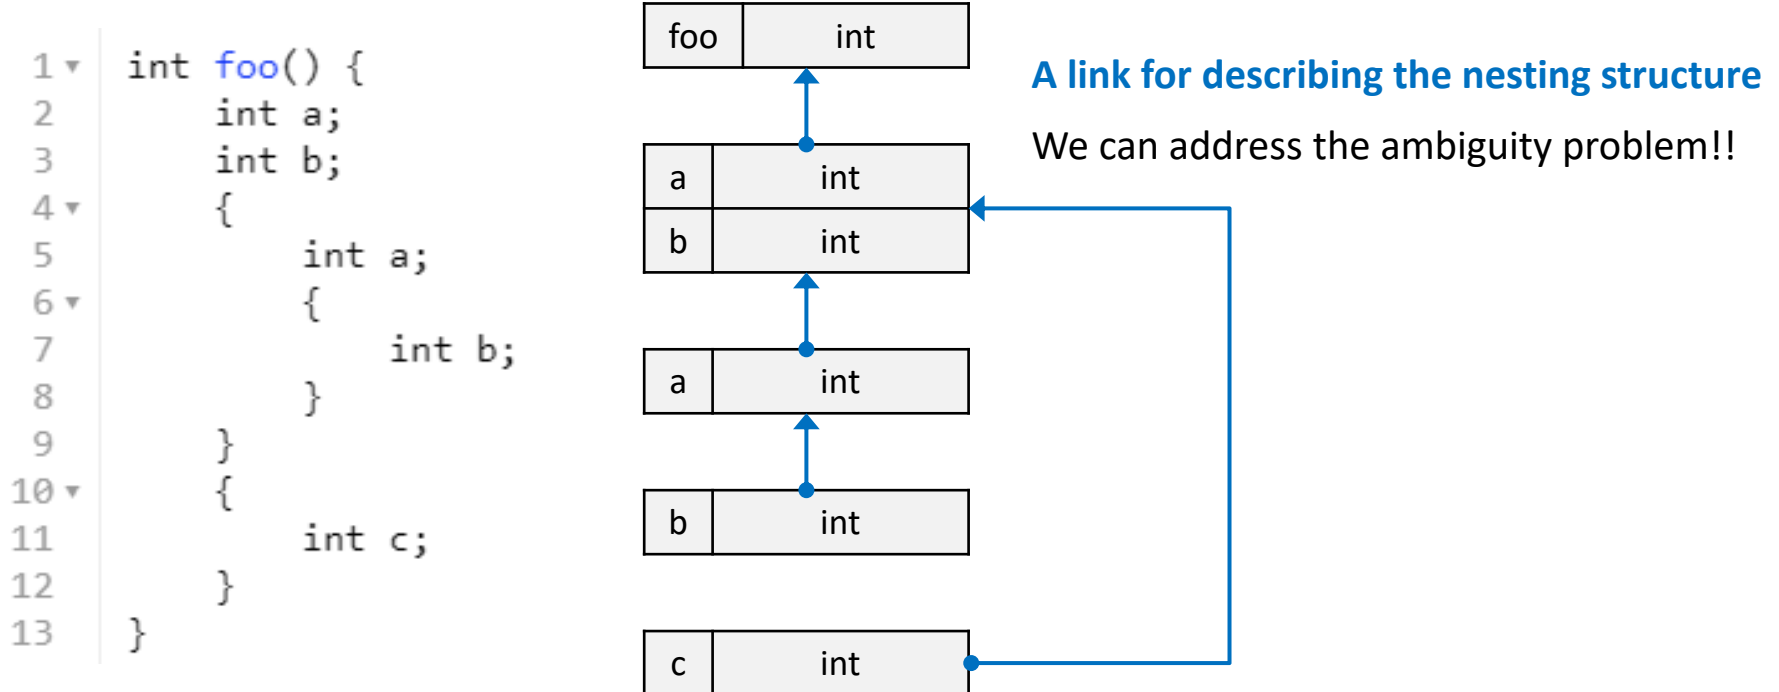 1 int foo() {
2 int a;
3 int b;
4 {
5 int a;
6 {
7 int b;
8 }
9 }
10 {
11 int c;
12 }
13 }
foo int
a int
b int
a int
b int
c int
A link for describing the nesting structure
We can address the ambiguity problem!!